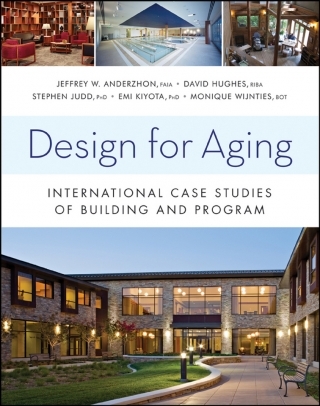 JEFFREY W. ANDERZHON, FAIA • DAVID HUGHES, RIBA
STEPHEN JUDD, PhD • EMI KIYOTA, PhD • MONIQUE WIJNTIES, BOT
Design for Aging
INTERNATIONAL CASE STUDIES
OF BUILDING AND PROGRAM